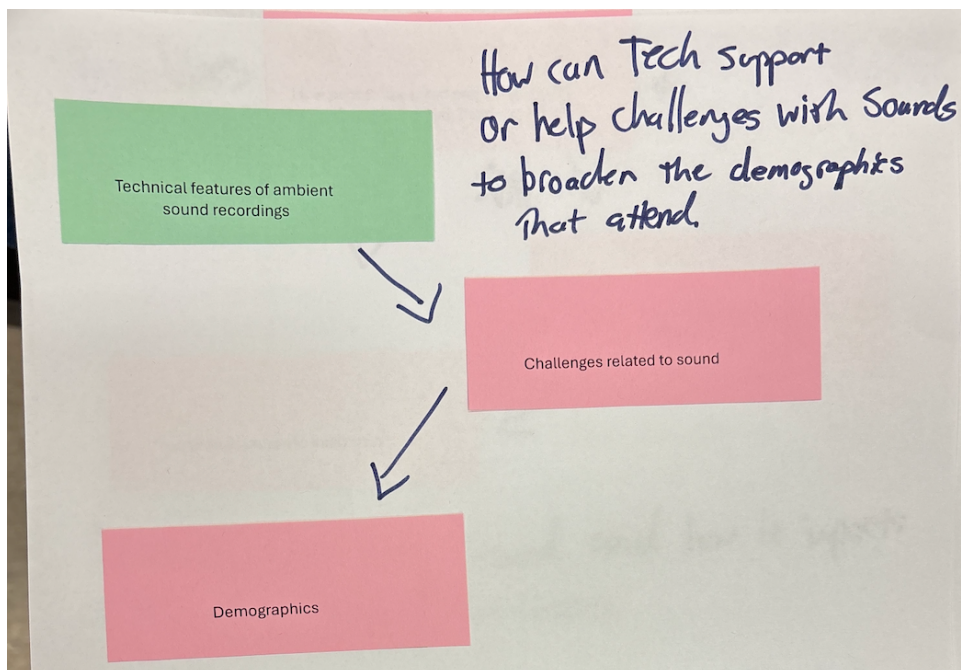 How can Tech support
or help challenges with Sounds
to broaden the demographics
That attend.
Technical features of ambient
sound recordings
Challenges related to sound
Demographics